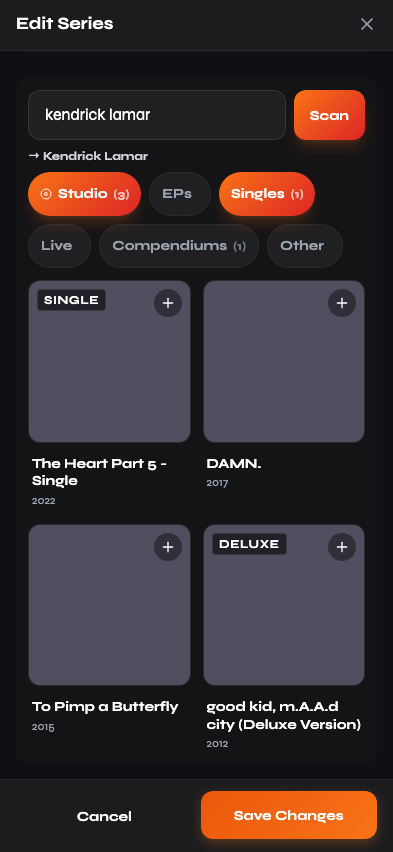 Edit Series
kendrick lamar
Scan
→ Kendrick Lamar
Studio (3)
EPs
Singles (1)
Live
Compendiums (1)
Other
SINGLE
The Heart Part 5 -
Single
2022
DAMN.
2017
To Pimp a Butterfly
2015
DELUXE
good kid, m.A.A.d
city (Deluxe Version)
2012
Cancel
Save Changes